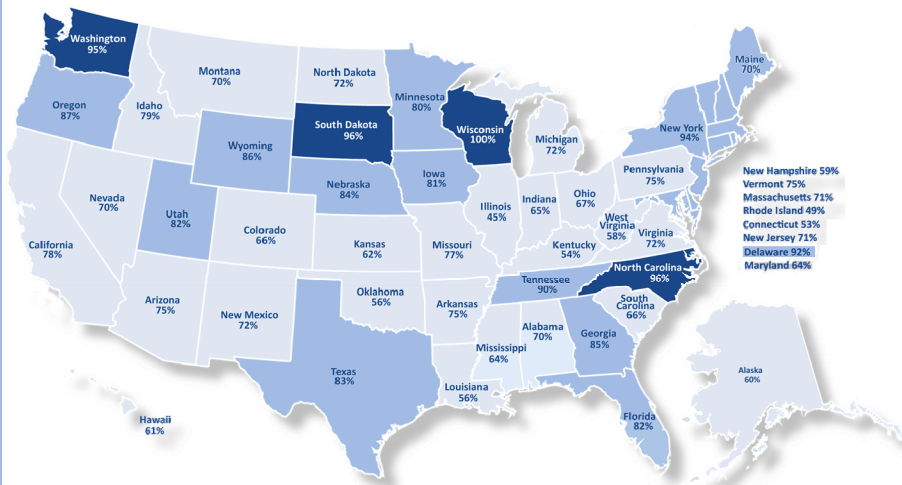 Washington
95%
Oregon
87%
Idaho
79%
Montana
70%
North Dakota
72%
South Dakota
96%
Minnesota
80%
Wisconsin
100%
Michigan
72%
Maine
70%
New York
94%
Pennsylvania
75%
Wyoming
86%
Nebraska
84%
Iowa
81%
Illinois
45%
Indiana
65%
Ohio
67%
West
Virginia
58%
Virginia
72%
Nevada
70%
Utah
82%
Colorado
66%
Kansas
62%
Missouri
77%
Kentucky
54%
North Carolina
96%
California
78%
Arizona
75%
New Mexico
72%
Oklahoma
56%
Arkansas
75%
Tennessee
90%
South
Carolina
66%
Mississippi
64%
Alabama
70%
Georgia
85%
Texas
83%
Louisiana
56%
Florida
82%
Alaska
60%
Hawaii
61%
New Hampshire 59%
Vermont 75%
Massachusetts 71%
Rhode Island 49%
Connecticut 53%
New Jersey 71%
Delaware 92%
Maryland 64%